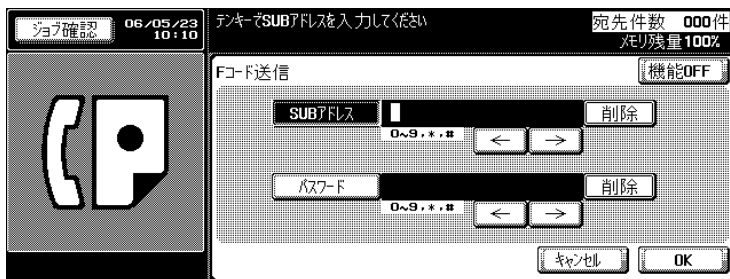 ジョブ確認
06/05/23
10:10
テンキーでSUBアドレスを入力してください
宛先件数 000件
メモリ残量100%
Fコード送信
機能OFF
SUBアドレス
削除
0~9,*,#
← →
パスワード
削除
0~9,*,#
← →
キャンセル
OK